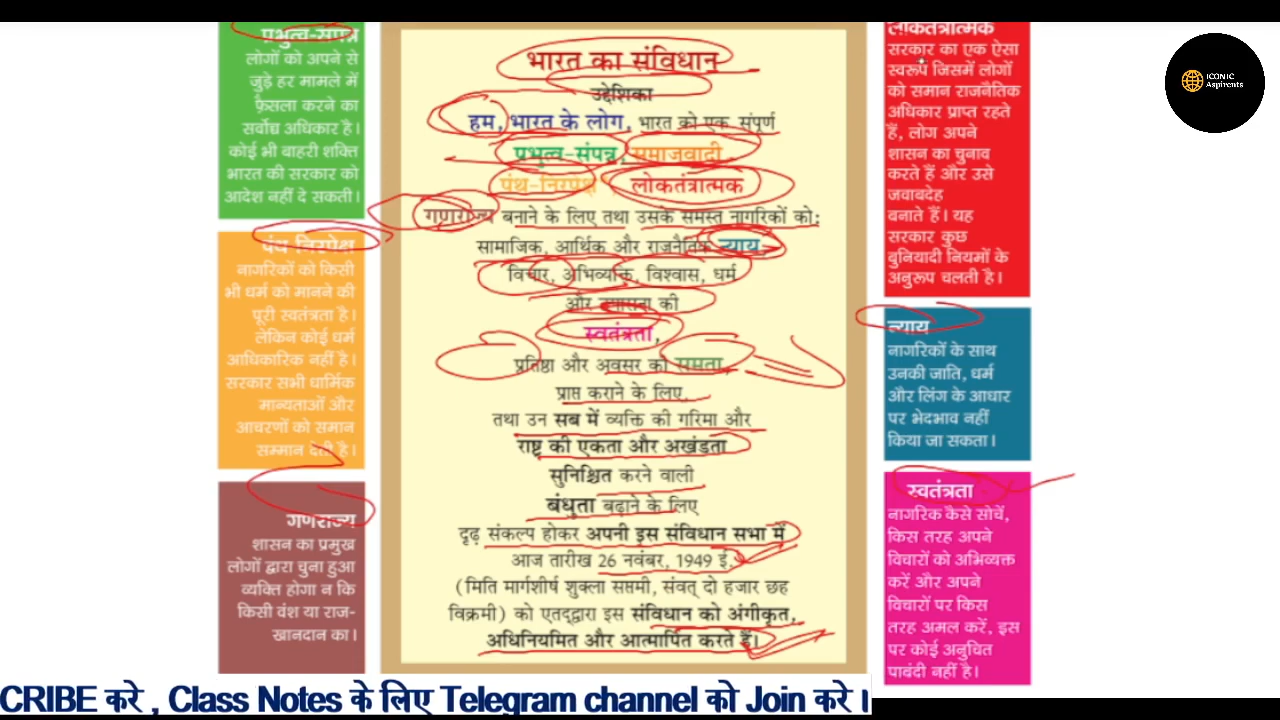 प्रभुत्व-संपन्न
लोगों को अपने से
जुड़े हर मामले में
फ़ैसला करने का
सर्वोच्च अधिकार है।
कोई भी बाहरी शक्ति
भारत की सरकार को
आदेश नहीं दे सकती।
पंथ-निरपेक्ष
नागरिकों को किसी
भी धर्म को मानने की
पूरी स्वतंत्रता है।
लेकिन कोई धर्म
आधिकारिक नहीं है।
सरकार सभी धार्मिक
मान्यताओं और
आचरणों को समान
सम्मान देती है।
गणराज्य
शासन का प्रमुख
लोगों द्वारा चुना हुआ
व्यक्ति होगा न कि
किसी वंश या राज-
खानदान का।
भारत का संविधान
उद्देशिका
हम, भारत के लोग, भारत को एक संपूर्ण
प्रभुत्व-संपन्न, समाजवादी
पंथ-निरपेक्ष लोकतंत्रात्मक
गणराज्य बनाने के लिए तथा उसके समस्त नागरिकों को:
सामाजिक, आर्थिक और राजनैतिक न्याय,
विचार, अभिव्यक्ति, विश्वास, धर्म
और उपासना की
स्वतंत्रता,
प्रतिष्ठा और अवसर की समता,
प्राप्त कराने के लिए,
तथा उन सब में व्यक्ति की गरिमा और
राष्ट्र की एकता और अखंडता
सुनिश्चित करने वाली
बंधुता बढ़ाने के लिए
दृढ़ संकल्प होकर अपनी इस संविधान सभा में
आज तारीख 26 नवंबर, 1949 ई.
(मिति मार्गशीर्ष शुक्ला सप्तमी, संवत् दो हजार छह
विक्रमी) को एतद्द्वारा इस संविधान को अंगीकृत,
अधिनियमित और आत्मार्पित करते हैं।
लोकतंत्रात्मक
सरकार का एक ऐसा
स्वरूप जिसमें लोगों
को समान राजनैतिक
अधिकार प्राप्त रहते
हैं, लोग अपने
शासन का चुनाव
करते हैं और उसे
जवाबदेह
बनाते हैं। यह
सरकार कुछ
बुनियादी नियमों के
अनुरूप चलती है।
न्याय
नागरिकों के साथ
उनकी जाति, धर्म
और लिंग के आधार
पर भेदभाव नहीं
किया जा सकता।
स्वतंत्रता
नागरिक कैसे सोचें,
किस तरह अपने
विचारों को अभिव्यक्त
करें और अपने
विचारों पर किस
तरह अमल करें, इस
पर कोई अनुचित
पाबंदी नहीं है।
ICONIC
Aspirents
CRIBE करे , Class Notes के लिए Telegram channel को Join करे।